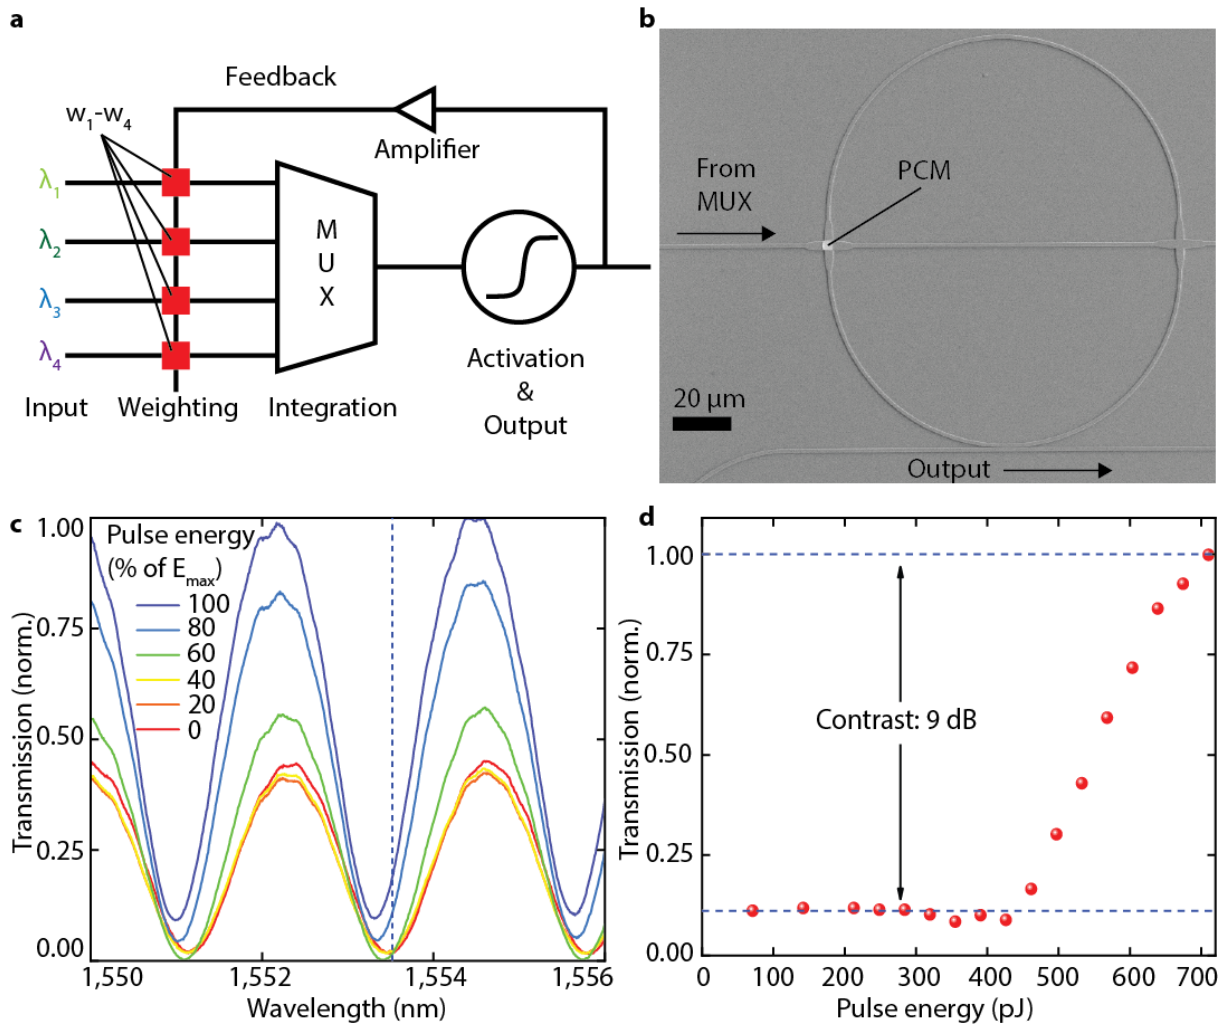 a
Feedback
w₁-w₄
Amplifier
λ₁
λ₂
λ₃
λ₄
M
U
X
Input
Weighting
Integration
Activation
&
Output
b
From
MUX
PCM
20 µm
Output
c
Pulse energy
(% of Eₘₐₓ)
100
80
60
40
20
0
1.00
0.75
0.50
0.25
0.00
Transmission (norm.)
1,550
1,552
1,554
1,556
Wavelength (nm)
d
1.00
0.75
0.50
0.25
0.00
Transmission (norm.)
Contrast: 9 dB
0
100
200
300
400
500
600
700
Pulse energy (pJ)